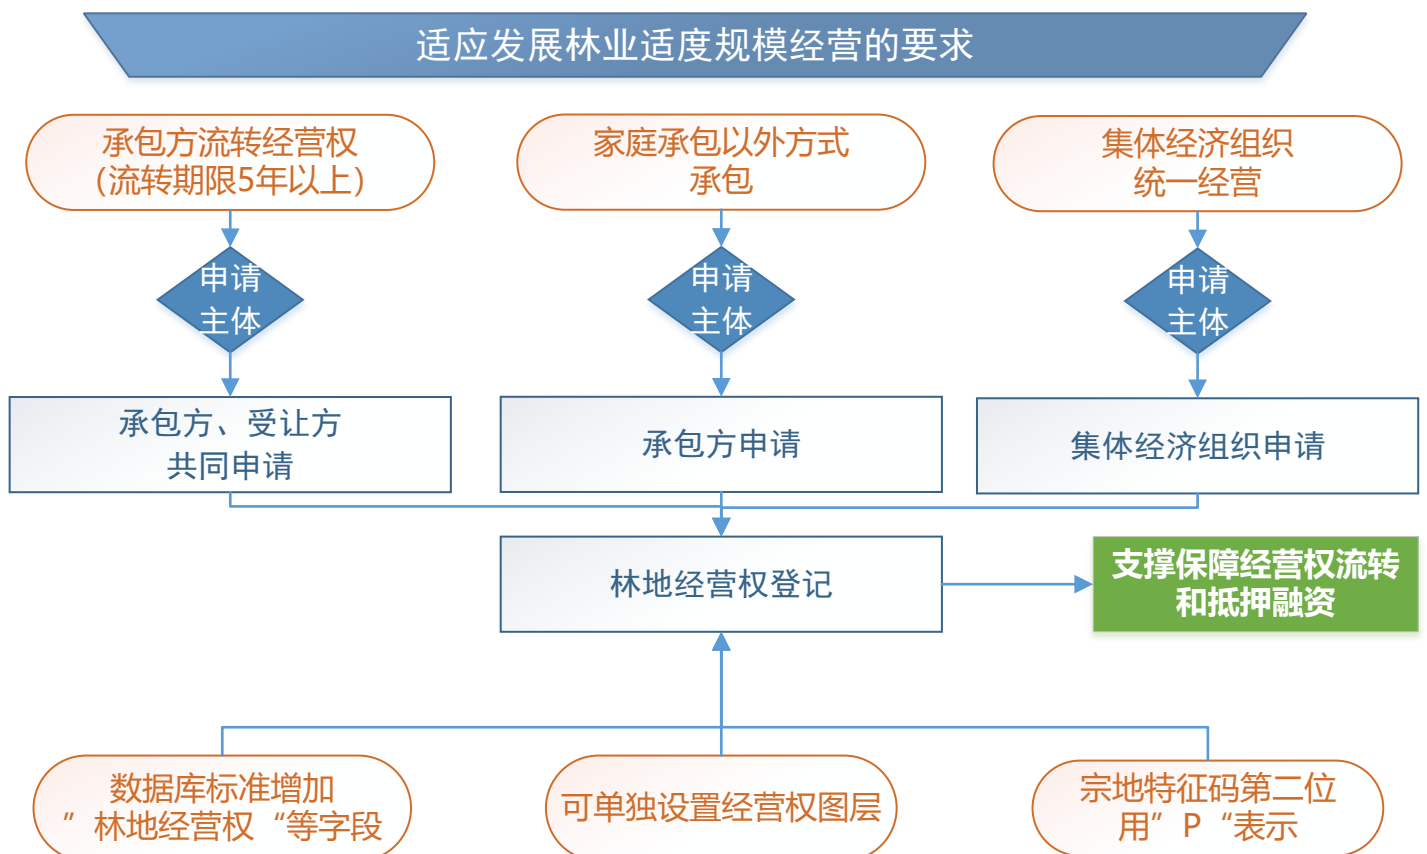 适应发展林业适度规模经营的要求
承包方流转经营权
（流转期限5年以上）
家庭承包以外方式
承包
集体经济组织
统一经营
申请
主体
申请
主体
申请
主体
承包方、受让方
共同申请
承包方申请
集体经济组织申请
林地经营权登记
支撑保障经营权流转
和抵押融资
数据库标准增加
”林地经营权“等字段
可单独设置经营权图层
宗地特征码第二位
用”P“表示